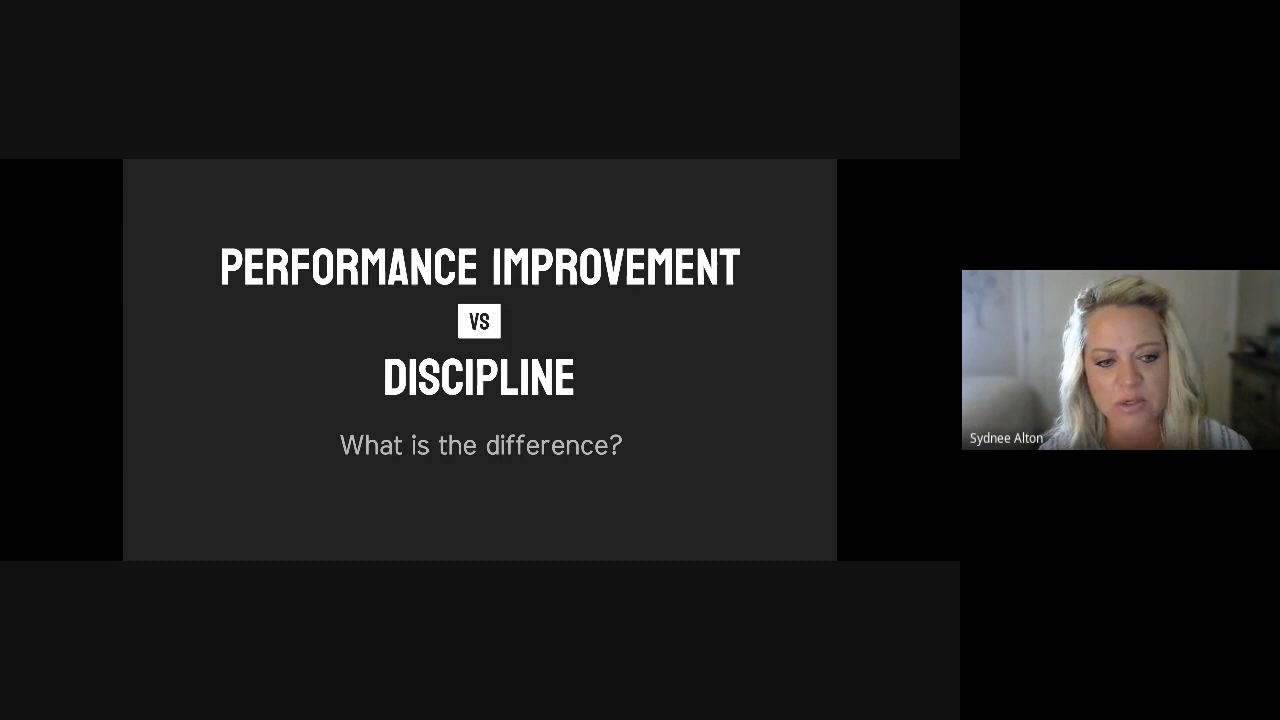 PERFORMANCE IMPROVEMENT
VS
DISCIPLINE
What is the difference?
Sydnee Alton